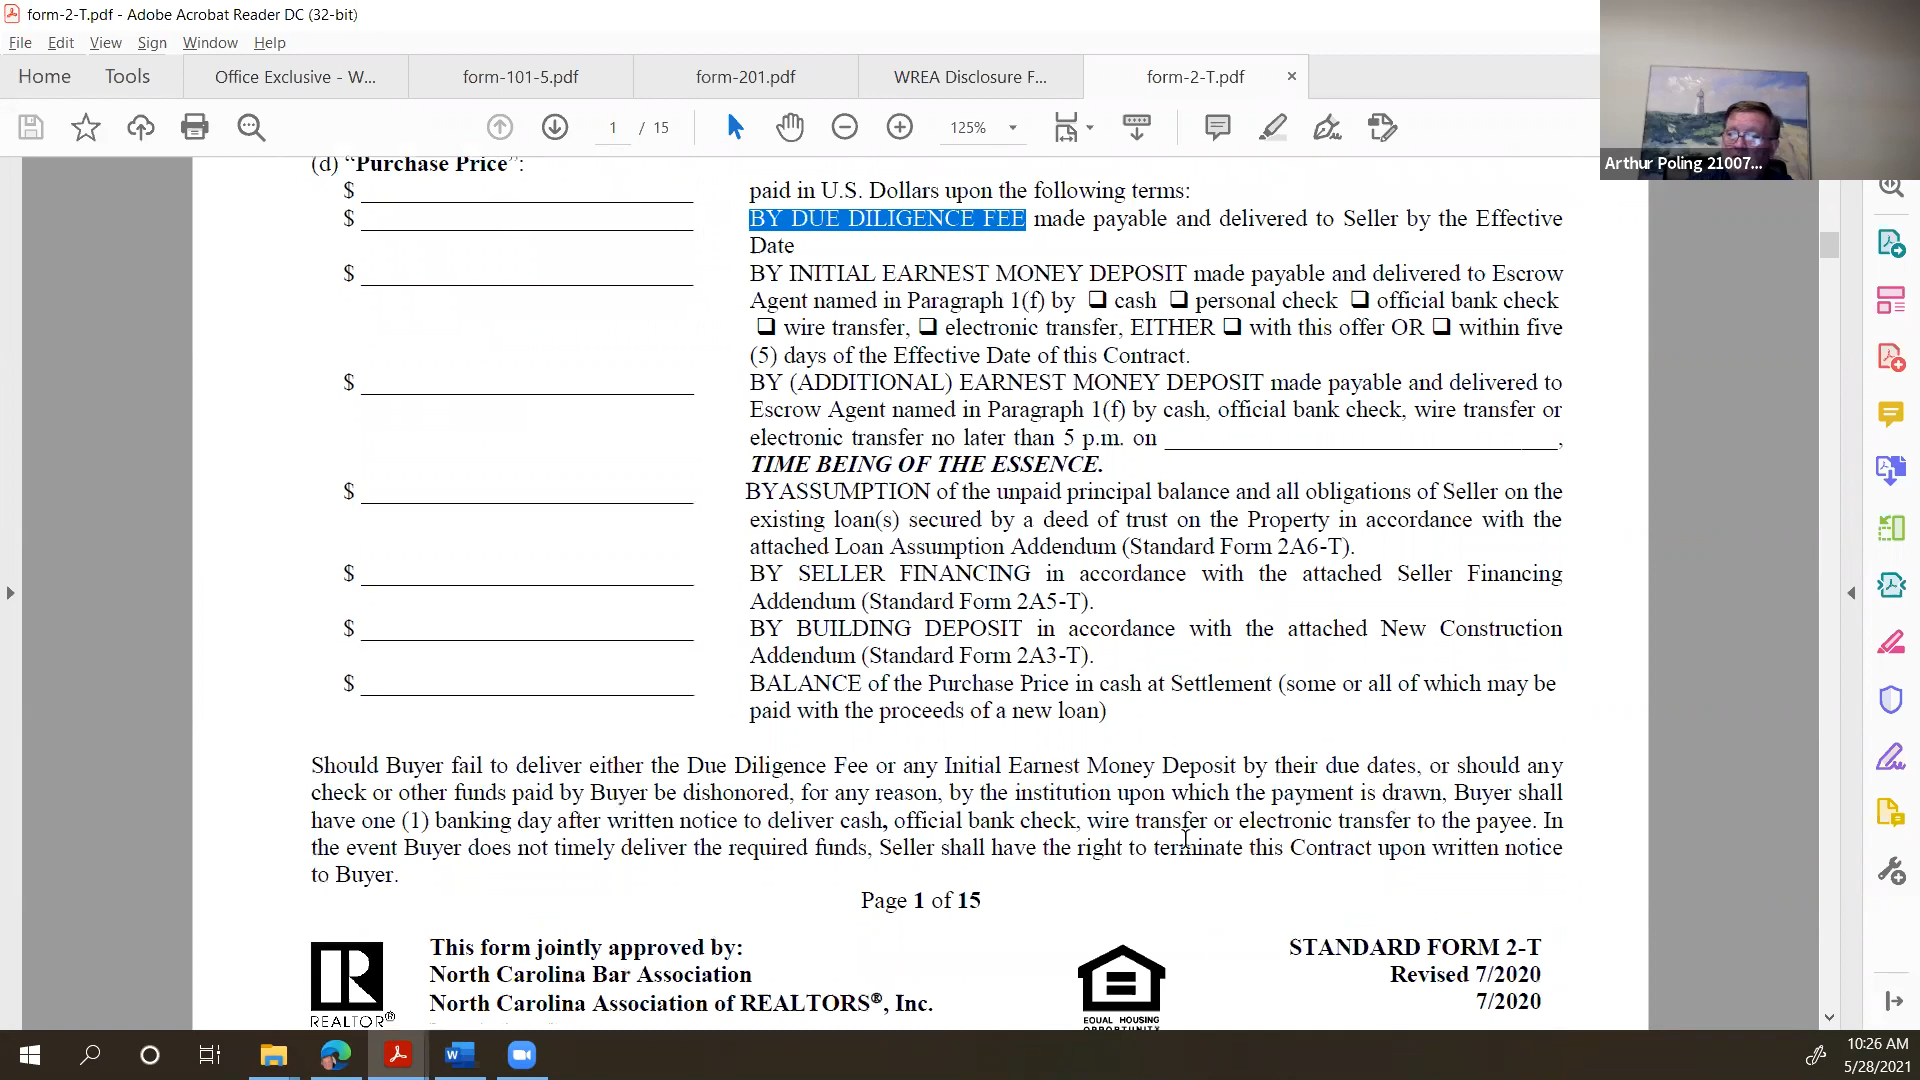 form-2-T.pdf - Adobe Acrobat Reader DC (32-bit)
File Edit View Sign Window Help
Home Tools Office Exclusive - W... form-101-5.pdf form-201.pdf WREA Disclosure F... form-2-T.pdf ×
1 / 15 125%
Arthur Poling 21007...
(d) “Purchase Price”:
$ paid in U.S. Dollars upon the following terms:
$ BY DUE DILIGENCE FEE made payable and delivered to Seller by the Effective
Date
$ BY INITIAL EARNEST MONEY DEPOSIT made payable and delivered to Escrow
Agent named in Paragraph 1(f) by ❑ cash ❑ personal check ❑ official bank check
❑ wire transfer, ❑ electronic transfer, EITHER ❑ with this offer OR ❑ within five
(5) days of the Effective Date of this Contract.
$ BY (ADDITIONAL) EARNEST MONEY DEPOSIT made payable and delivered to
Escrow Agent named in Paragraph 1(f) by cash, official bank check, wire transfer or
electronic transfer no later than 5 p.m. on ,
TIME BEING OF THE ESSENCE.
$ BY ASSUMPTION of the unpaid principal balance and all obligations of Seller on the
existing loan(s) secured by a deed of trust on the Property in accordance with the
attached Loan Assumption Addendum (Standard Form 2A6-T).
$ BY SELLER FINANCING in accordance with the attached Seller Financing
Addendum (Standard Form 2A5-T).
$ BY BUILDING DEPOSIT in accordance with the attached New Construction
Addendum (Standard Form 2A3-T).
$ BALANCE of the Purchase Price in cash at Settlement (some or all of which may be
paid with the proceeds of a new loan)
Should Buyer fail to deliver either the Due Diligence Fee or any Initial Earnest Money Deposit by their due dates, or should any
check or other funds paid by Buyer be dishonored, for any reason, by the institution upon which the payment is drawn, Buyer shall
have one (1) banking day after written notice to deliver cash, official bank check, wire transfer or electronic transfer to the payee. In
the event Buyer does not timely deliver the required funds, Seller shall have the right to terminate this Contract upon written notice
to Buyer.
Page 1 of 15
This form jointly approved by:
North Carolina Bar Association
North Carolina Association of REALTORS®, Inc.
REALTOR®
EQUAL HOUSING
OPPORTUNITY
STANDARD FORM 2-T
Revised 7/2020
7/2020
10:26 AM
5/28/2021